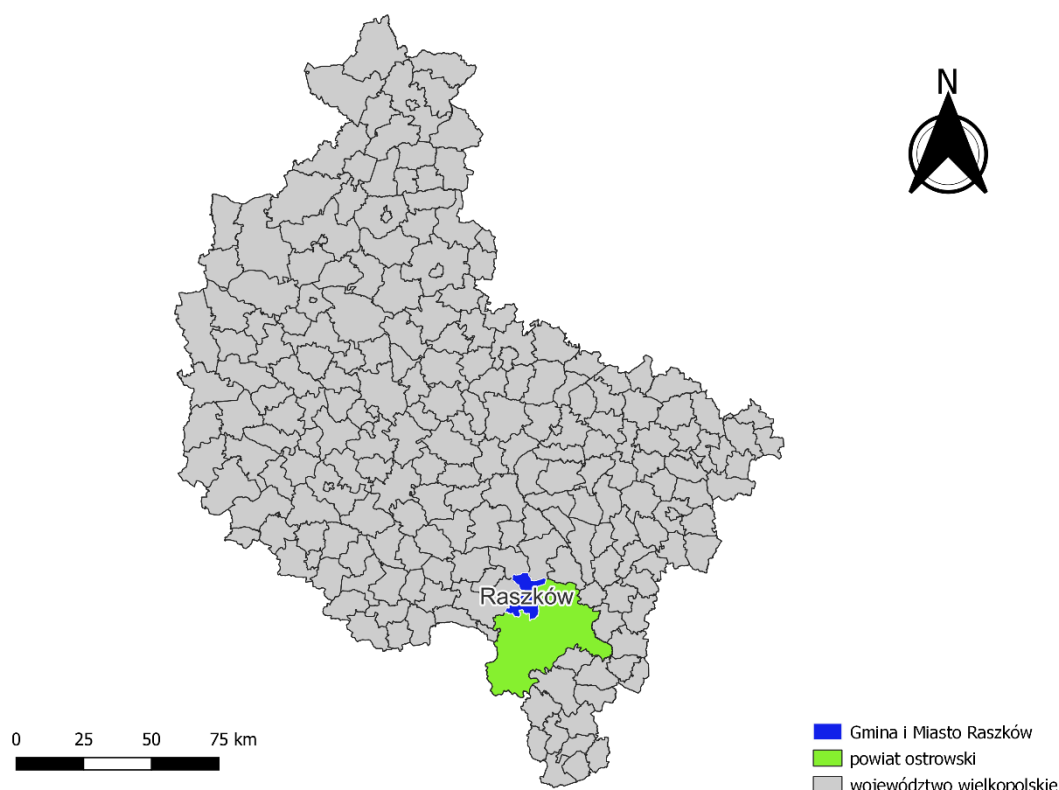 N
Raszków
0 25 50 75 km
Gmina i Miasto Raszków
powiat ostrowski
województwo wielkopolskie